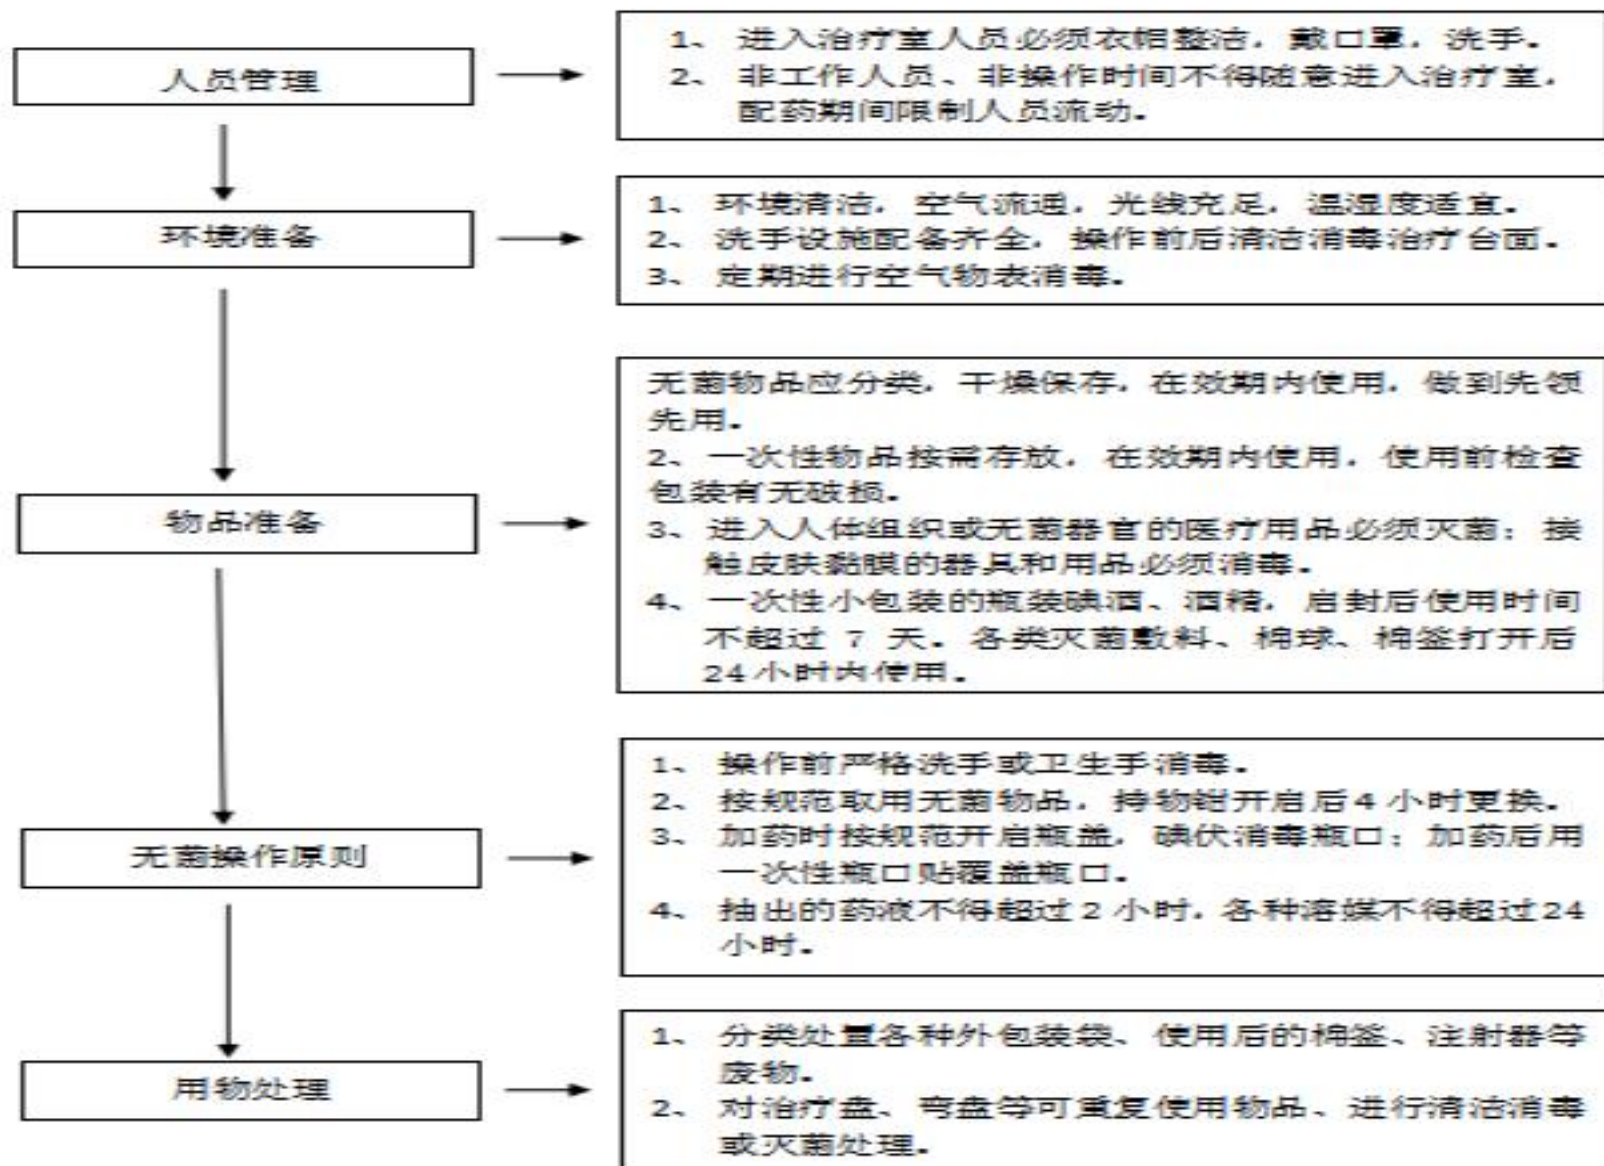 人员管理
1、 进入治疗室人员必须衣帽整洁，戴口罩，洗手。
2、 非工作人员、非操作时间不得随意进入治疗室，
配药期间限制人员流动。
环境准备
1、 环境清洁，空气流通，光线充足，温湿度适宜。
2、 洗手设施配备齐全，操作前后清洁消毒治疗台面。
3、 定期进行空气物表消毒。
物品准备
无菌物品应分类，干燥保存，在效期内使用，做到先领
先用。
2、一次性物品按需存放，在效期内使用，使用前检查
包装有无破损。
3、进入人体组织或无菌器官的医疗用品必须灭菌；接
触皮肤黏膜的器具和用品必须消毒。
4、一次性小包装的瓶装碘酒、酒精，启封后使用时间
不超过 7 天。各类灭菌敷料、棉球、棉签打开后
24 小时内使用。
无菌操作原则
1、 操作前严格洗手或卫生手消毒。
2、 按规范取用无菌物品，持物钳开启后 4 小时更换。
3、 加药时按规范开启瓶盖，碘伏消毒瓶口；加药后用
一次性瓶口贴覆盖瓶口。
4、 抽出的药液不得超过 2 小时，各种溶媒不得超过 24
小时。
用物处理
1、 分类处置各种外包装袋、使用后的棉签、注射器等
废物。
2、 对治疗盘、弯盘等可重复使用物品、进行清洁消毒
或灭菌处理。